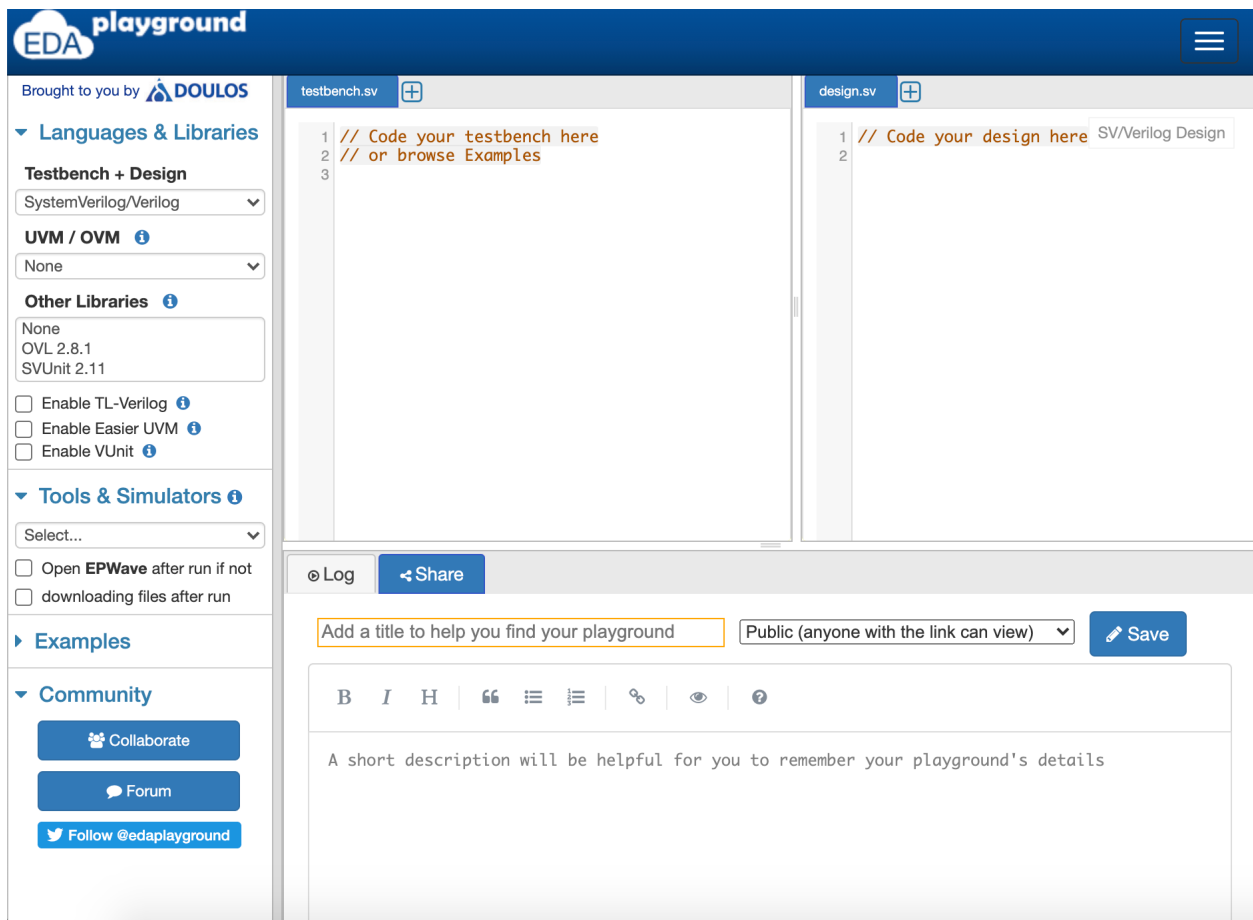 EDA playground
Brought to you by DOULOS
Languages & Libraries
Testbench + Design
SystemVerilog/Verilog
UVM / OVM
None
Other Libraries
None
OVL 2.8.1
SVUnit 2.11
Enable TL-Verilog
Enable Easier UVM
Enable VUnit
Tools & Simulators
Select...
Open EPWave after run if not
downloading files after run
Examples
Community
Collaborate
Forum
Follow @edaplayground
testbench.sv
1 // Code your testbench here
2 // or browse Examples
3
design.sv
1 // Code your design here
2
SV/Verilog Design
Log
Share
Add a title to help you find your playground
Public (anyone with the link can view)
Save
B I H
A short description will be helpful for you to remember your playground's details